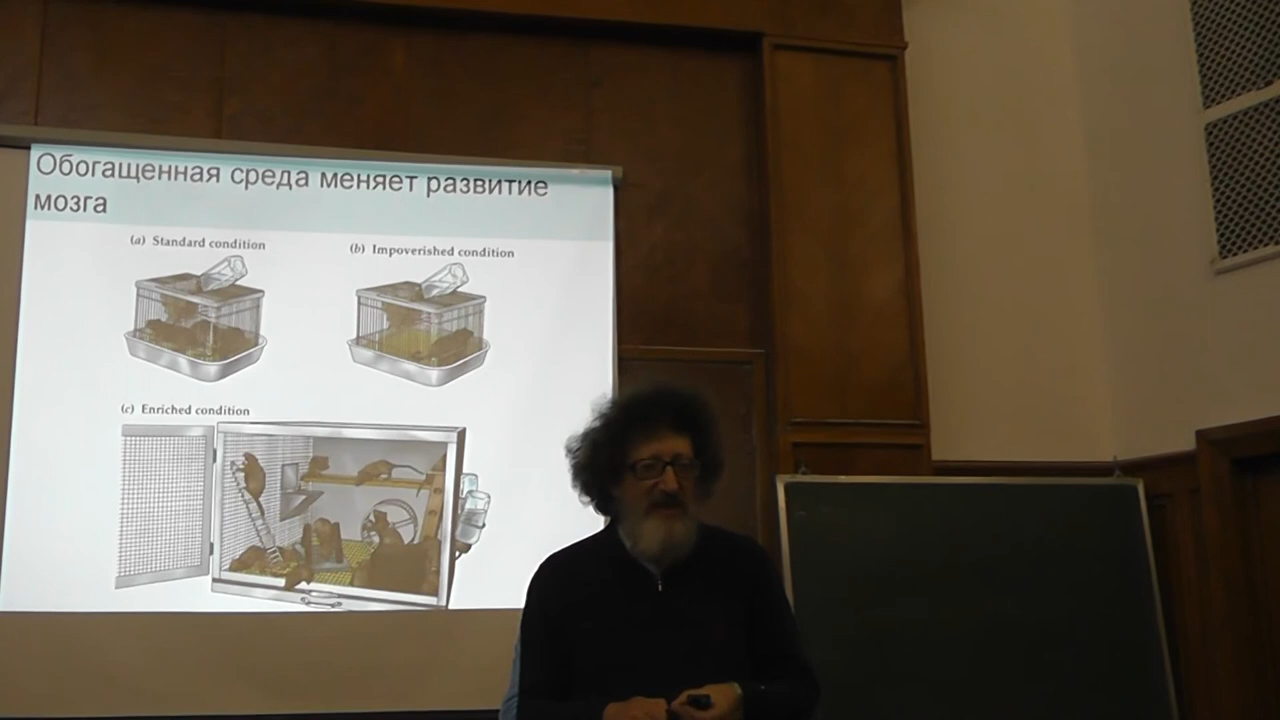 Обогащенная среда меняет развитие
мозга
(a) Standard condition
(b) Impoverished condition
(c) Enriched condition